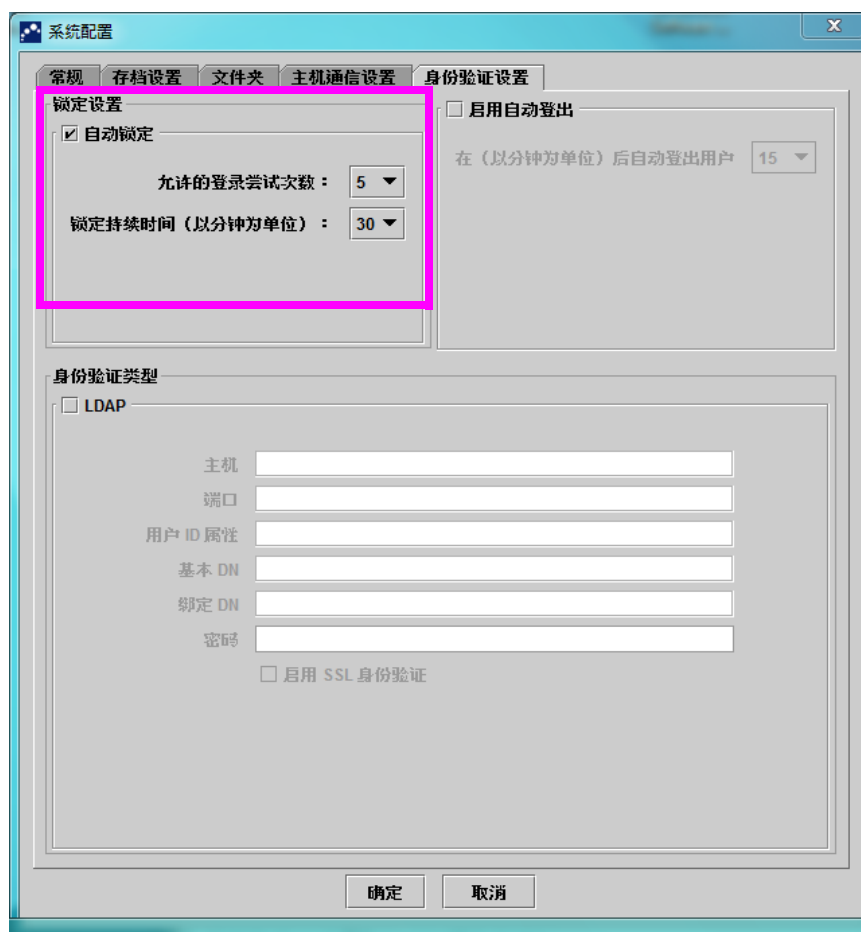 系统配置
常规 存档设置 文件夹 主机通信设置 身份验证设置
锁定设置
自动锁定
允许的登录尝试次数： 5
锁定持续时间（以分钟为单位）： 30
启用自动登出
在（以分钟为单位）后自动登出用户 15
身份验证类型
LDAP
主机
端口
用户 ID 属性
基本 DN
绑定 DN
密码
启用 SSL 身份验证
确定 取消